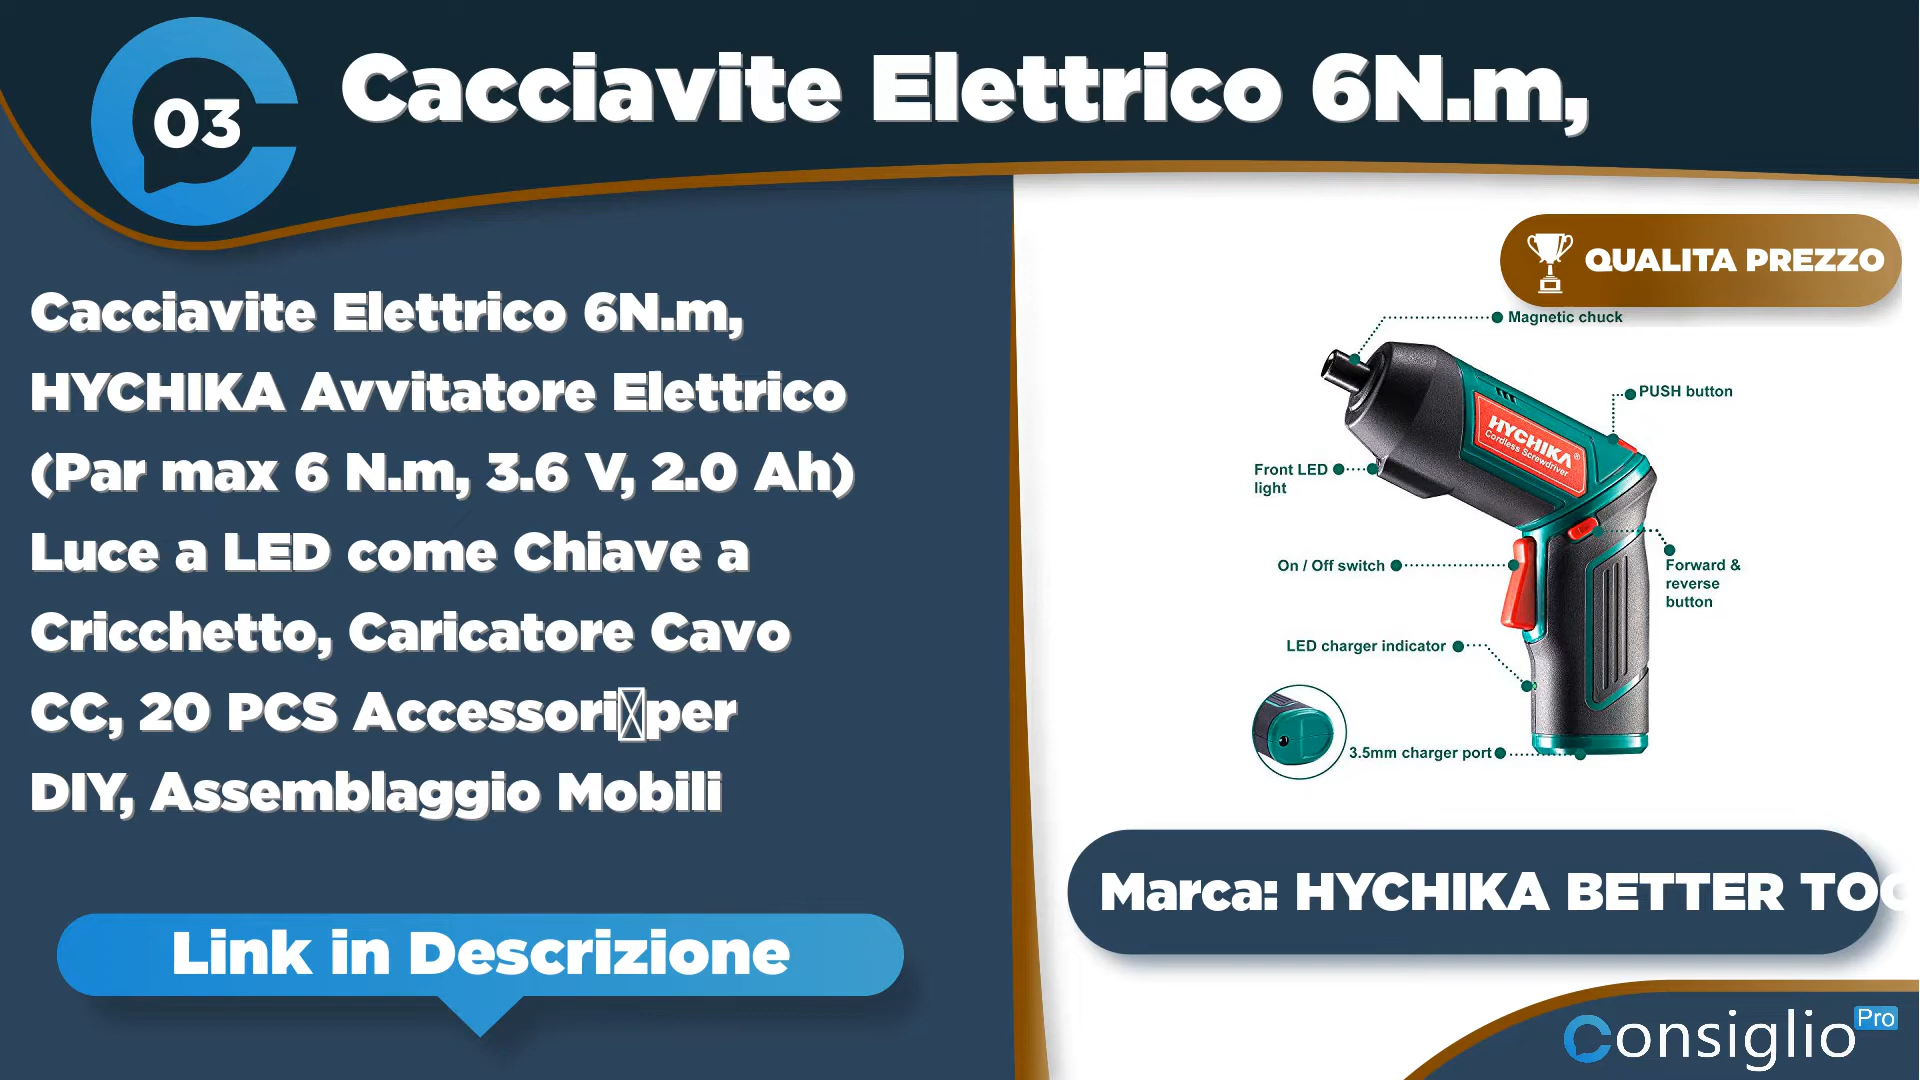 03
Cacciavite Elettrico 6N.m,
Cacciavite Elettrico 6N.m,
HYCHIKA Avvitatore Elettrico
(Par max 6 N.m, 3.6 V, 2.0 Ah)
Luce a LED come Chiave a
Cricchetto, Caricatore Cavo
CC, 20 PCS Accessori per
DIY, Assemblaggio Mobili
Link in Descrizione
QUALITA PREZZO
Magnetic chuck
PUSH button
HYCHIKA®
Cordless Screwdriver
Front LED
light
On / Off switch
Forward &
reverse
button
LED charger indicator
3.5mm charger port
Marca: HYCHIKA BETTER TOO
Consiglio Pro